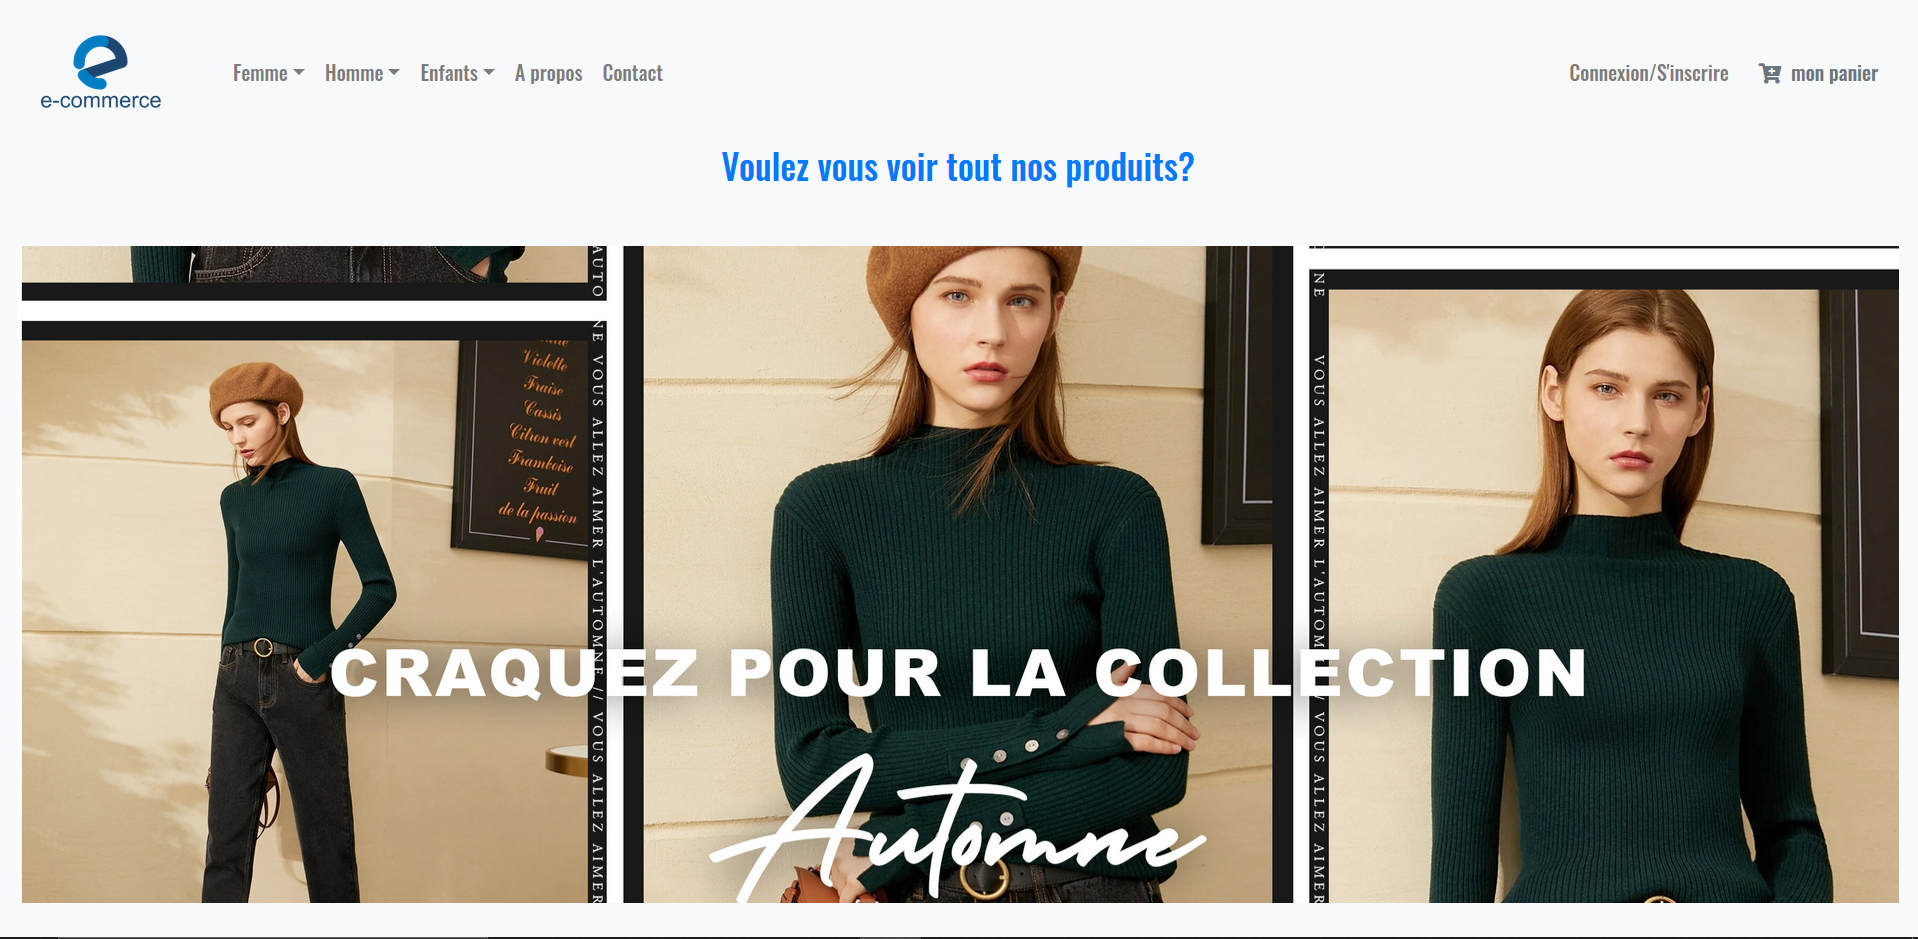 e-commerce
Femme
Homme
Enfants
A propos
Contact
Connexion/S'inscrire
mon panier
Voulez vous voir tout nos produits?
AUTO
NE VOUS ALLEZ AIMER L'AUTOMNE // VOUS ALLEZ AIMER
Violette
Fraise
Cassis
Citron vert
Framboise
Fruit
de la passion
NE
VOUS ALLEZ AIMER L'AUTOMNE / VOUS ALLEZ AIMER
CRAQUEZ POUR LA COLLECTION
Automne